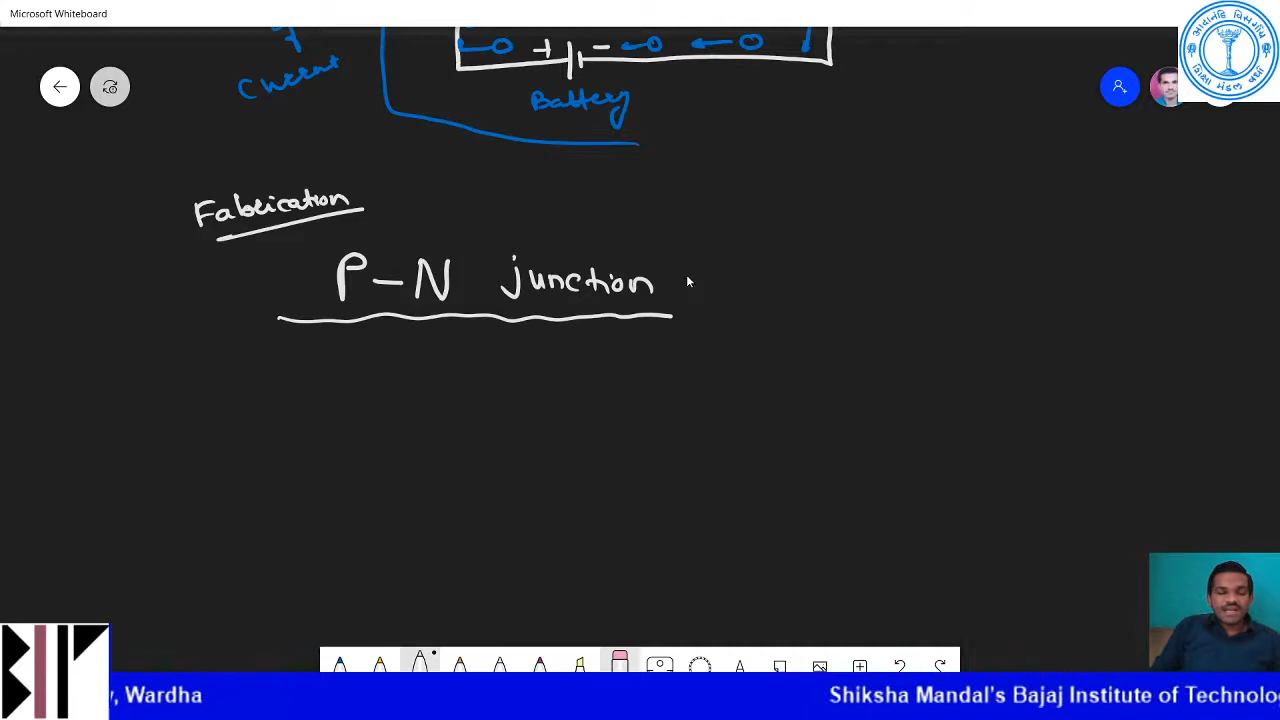 Microsoft Whiteboard
Current
+ -
Battery
Fabrication
P-N junction
Wardha
Shiksha Mandal's Bajaj Institute of Technolo